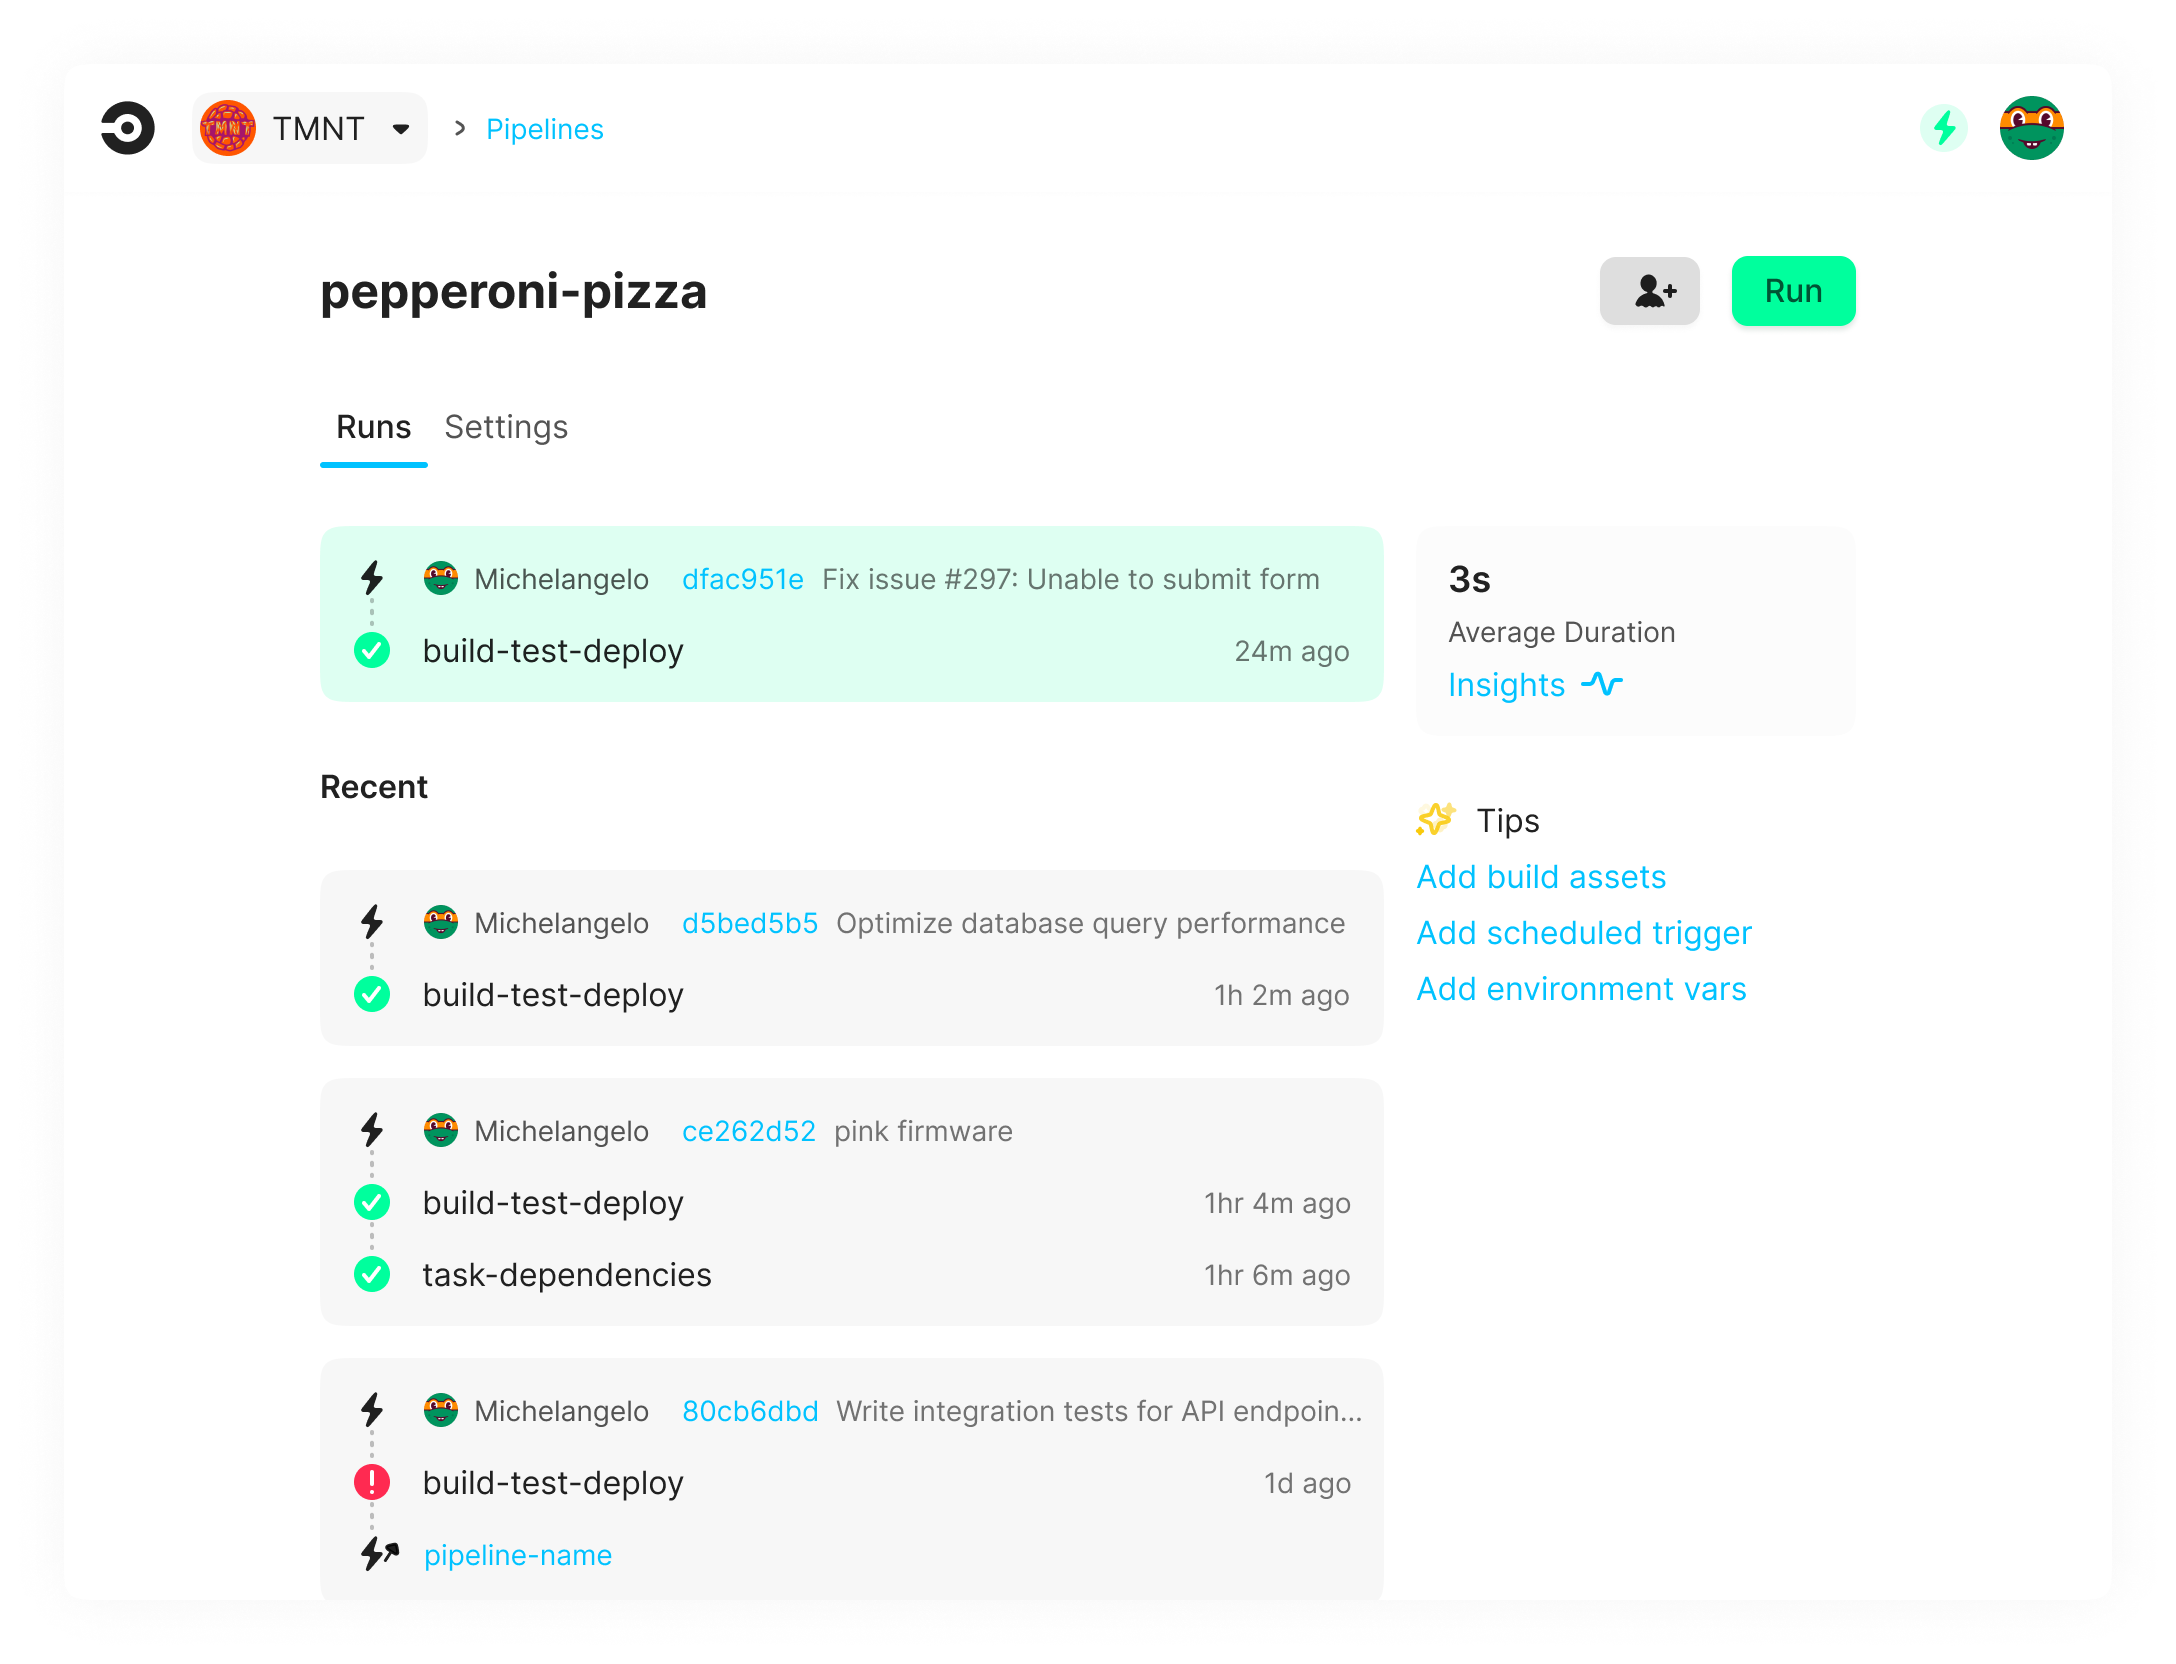 TMNT TMNT > Pipelines
pepperoni-pizza
Run
Runs Settings
Michelangelo dfac951e Fix issue #297: Unable to submit form
build-test-deploy 24m ago
3s
Average Duration
Insights
Recent
Michelangelo d5bed5b5 Optimize database query performance
build-test-deploy 1h 2m ago
Michelangelo ce262d52 pink firmware
build-test-deploy 1hr 4m ago
task-dependencies 1hr 6m ago
Michelangelo 80cb6dbd Write integration tests for API endpoin...
build-test-deploy 1d ago
pipeline-name
Tips
Add build assets
Add scheduled trigger
Add environment vars